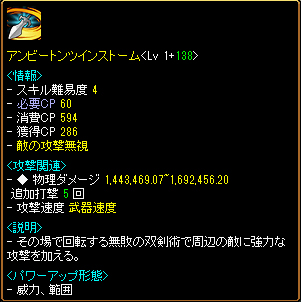 アンビートンツインストーム<Lv 1+138>
<情報>
- スキル難易度 4
- 必要CP 60
- 消費CP 594
- 獲得CP 286
- 敵の攻撃無視
<攻撃関連>
- ◆ 物理ダメージ 1,443,469.07~1,692,456.20
追加打撃 5 回
- 攻撃速度 武器速度
<説明>
- その場で回転する無敗の双剣術で周辺の敵に強力な
攻撃を加える。
<パワーアップ形態>
- 威力、範囲